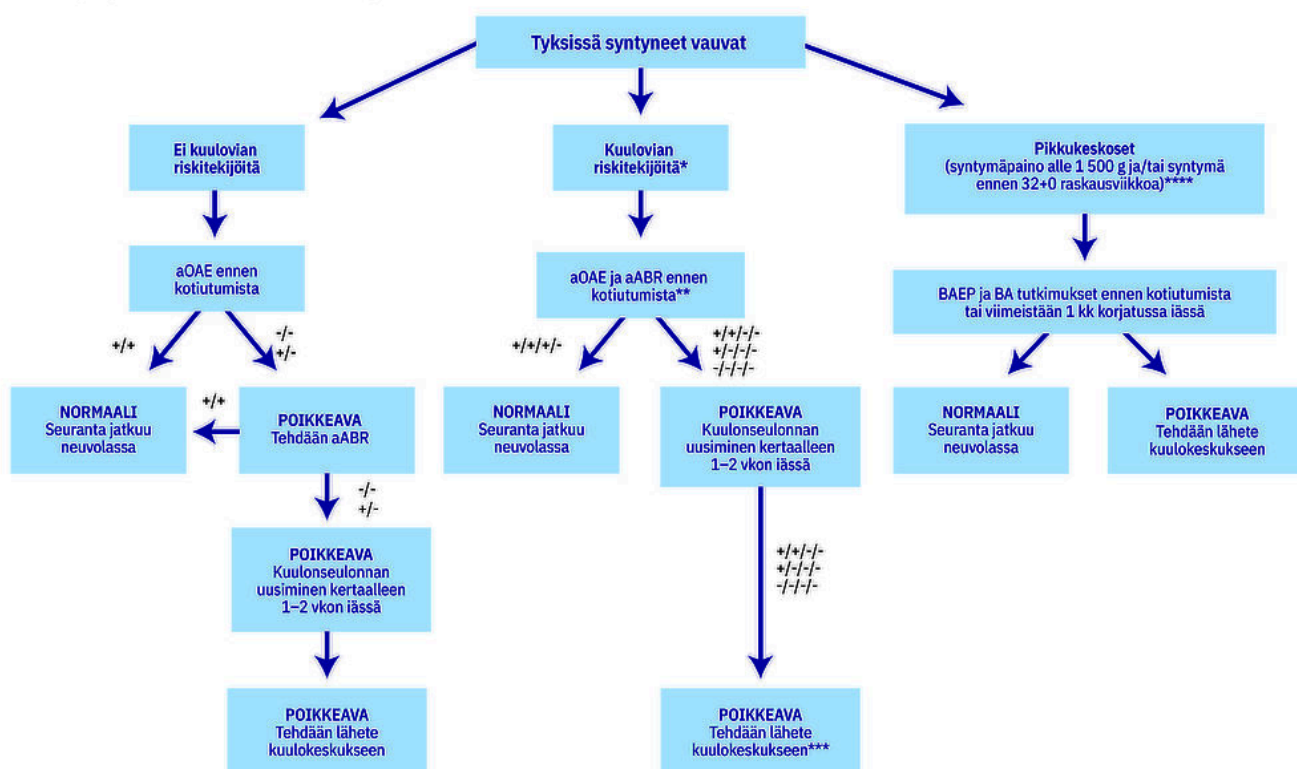 Tyksissä syntyneet vauvat
Ei kuulovian
riskitekijöitä
Kuulovian
riskitekijöitä*
Pikkukeskoset
(syntymäpaino alle 1 500 g ja/tai syntymä
ennen 32+0 raskausviikkoa)****
aOAE ennen
kotiutumista
aOAE ja aABR ennen
kotiutumista**
BAEP ja BA tutkimukset ennen kotiutumista
tai viimeistään 1 kk korjatussa iässä
+/+
-/-
+/-
+/+/+/-
+/+/-/-
+/-/-/-
-/-/-/-
NORMAALI
Seuranta jatkuu
neuvolassa
+/+
POIKKEAVA
Tehdään aABR
NORMAALI
Seuranta jatkuu
neuvolassa
POIKKEAVA
Kuulonseulonnan
uusiminen kertaalleen
1–2 vkon iässä
NORMAALI
Seuranta jatkuu
neuvolassa
POIKKEAVA
Tehdään lähete
kuulokeskukseen
-/-
+/-
POIKKEAVA
Kuulonseulonnan
uusiminen kertaalleen
1–2 vkon iässä
+/+/-/-
+/-/-/-
-/-/-/-
POIKKEAVA
Tehdään lähete
kuulokeskukseen
POIKKEAVA
Tehdään lähete
kuulokeskukseen***